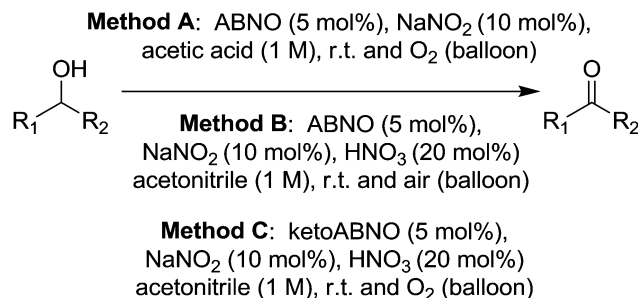 Method A: ABNO (5 mol%), NaNO₂ (10 mol%),
acetic acid (1 M), r.t. and O₂ (balloon)
OH
R₁ R₂
O
R₁ R₂
Method B: ABNO (5 mol%),
NaNO₂ (10 mol%), HNO₃ (20 mol%)
acetonitrile (1 M), r.t. and air (balloon)
Method C: ketoABNO (5 mol%),
NaNO₂ (10 mol%), HNO₃ (20 mol%)
acetonitrile (1 M), r.t. and O₂ (balloon)